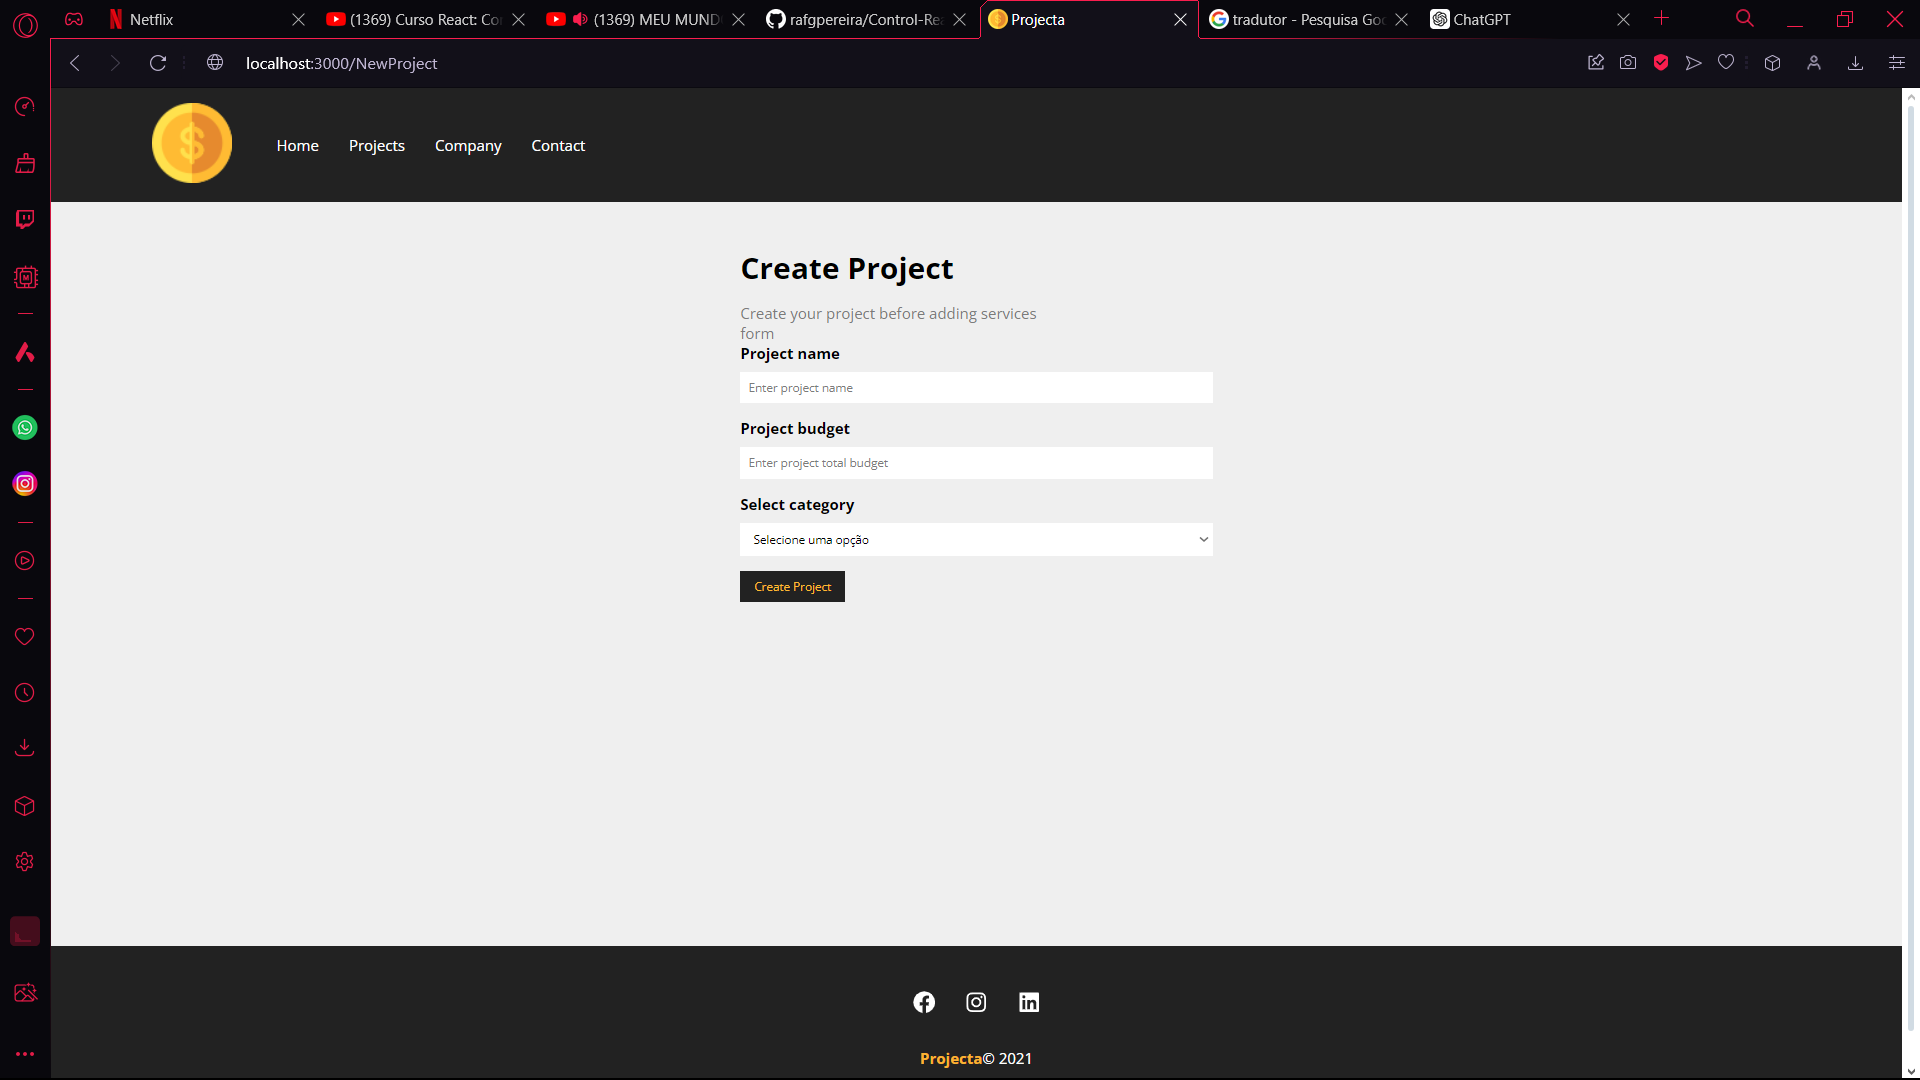 Netflix
(1369) Curso React: Co
(1369) MEU MUND
rafgpereira/Control-Rea
Projecta
tradutor - Pesquisa Goo
ChatGPT
localhost:3000/NewProject
$
Home
Projects
Company
Contact
Create Project
Create your project before adding services
form
Project name
Enter project name
Project budget
Enter project total budget
Select category
Selecione uma opção
Create Project
Projecta© 2021